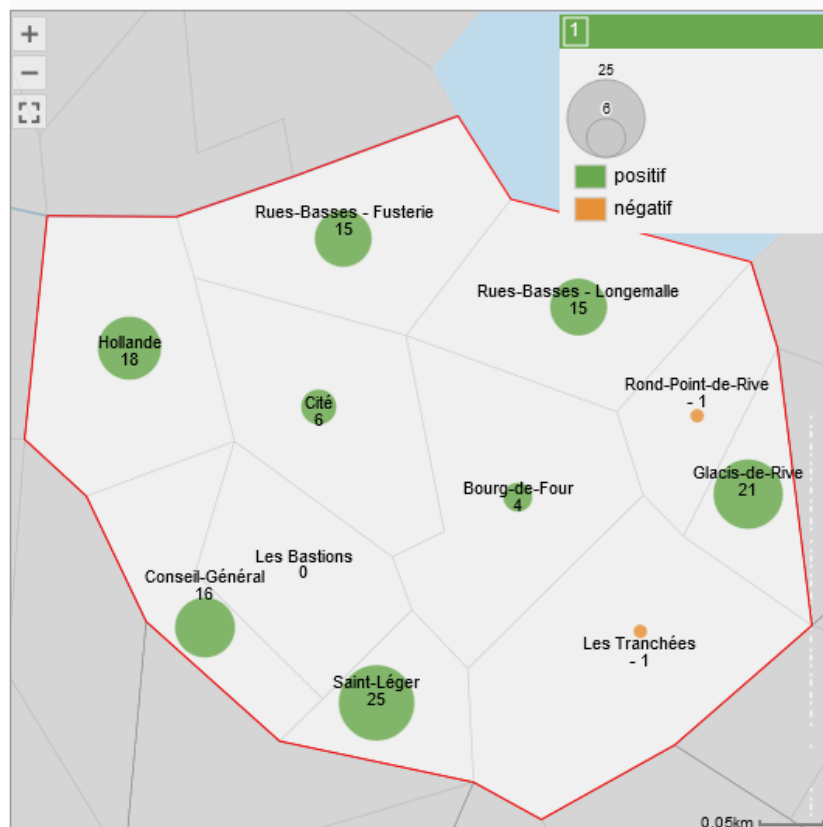 +
1
−
25
6
positif
négatif
Rues-Basses - Fusterie
15
Rues-Basses - Longemalle
15
Hollande
18
Rond-Point-de-Rive
- 1
Cité
6
Glacis-de-Rive
21
Bourg-de-Four
4
Les Bastions
0
Conseil-Général
16
Les Tranchées
- 1
Saint-Léger
25
0.05km